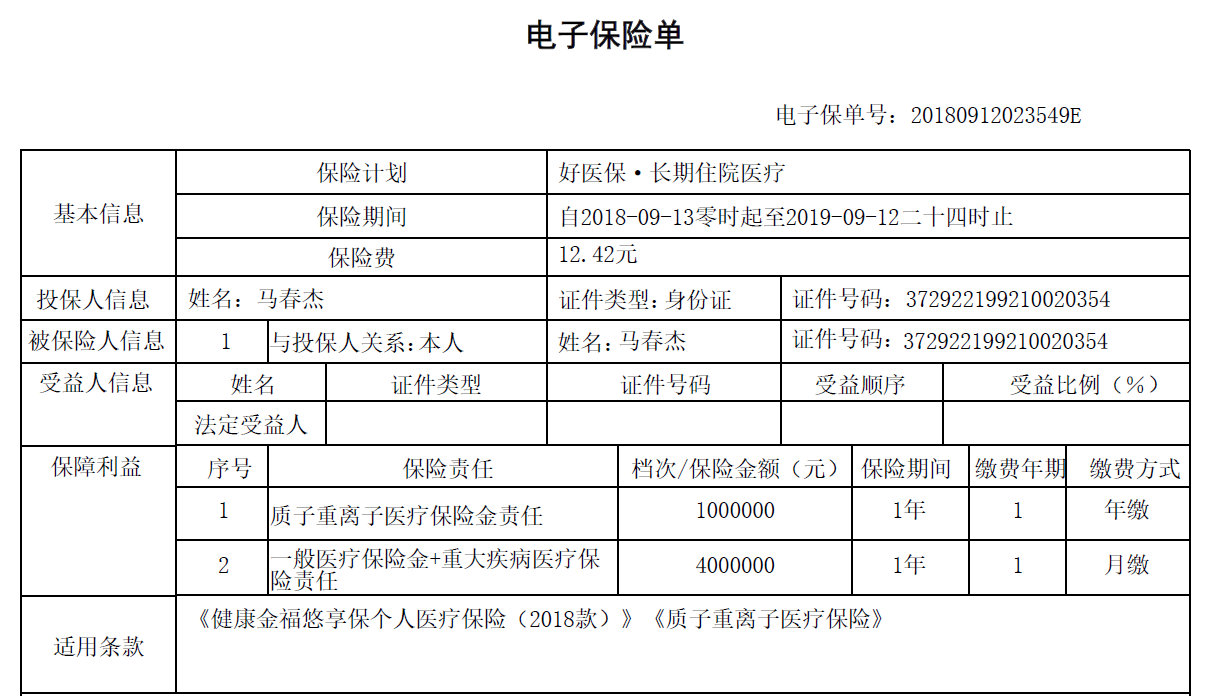 电子保险单
电子保单号：20180912023549E
基本信息
保险计划 好医保·长期住院医疗
保险期间 自2018-09-13零时起至2019-09-12二十四时止
保险费 12.42元
投保人信息 姓名：马春杰 证件类型:身份证 证件号码：372922199210020354
被保险人信息 1 与投保人关系:本人 姓名:马春杰 证件号码：372922199210020354
受益人信息 姓名 证件类型 证件号码 受益顺序 受益比例（%）
法定受益人
保障利益 序号 保险责任 档次/保险金额（元） 保险期间 缴费年期 缴费方式
1 质子重离子医疗保险金责任 1000000 1年 1 年缴
2 一般医疗保险金+重大疾病医疗保 4000000 1年 1 月缴
险责任
适用条款 《健康金福悠享保个人医疗保险（2018款）》《质子重离子医疗保险》